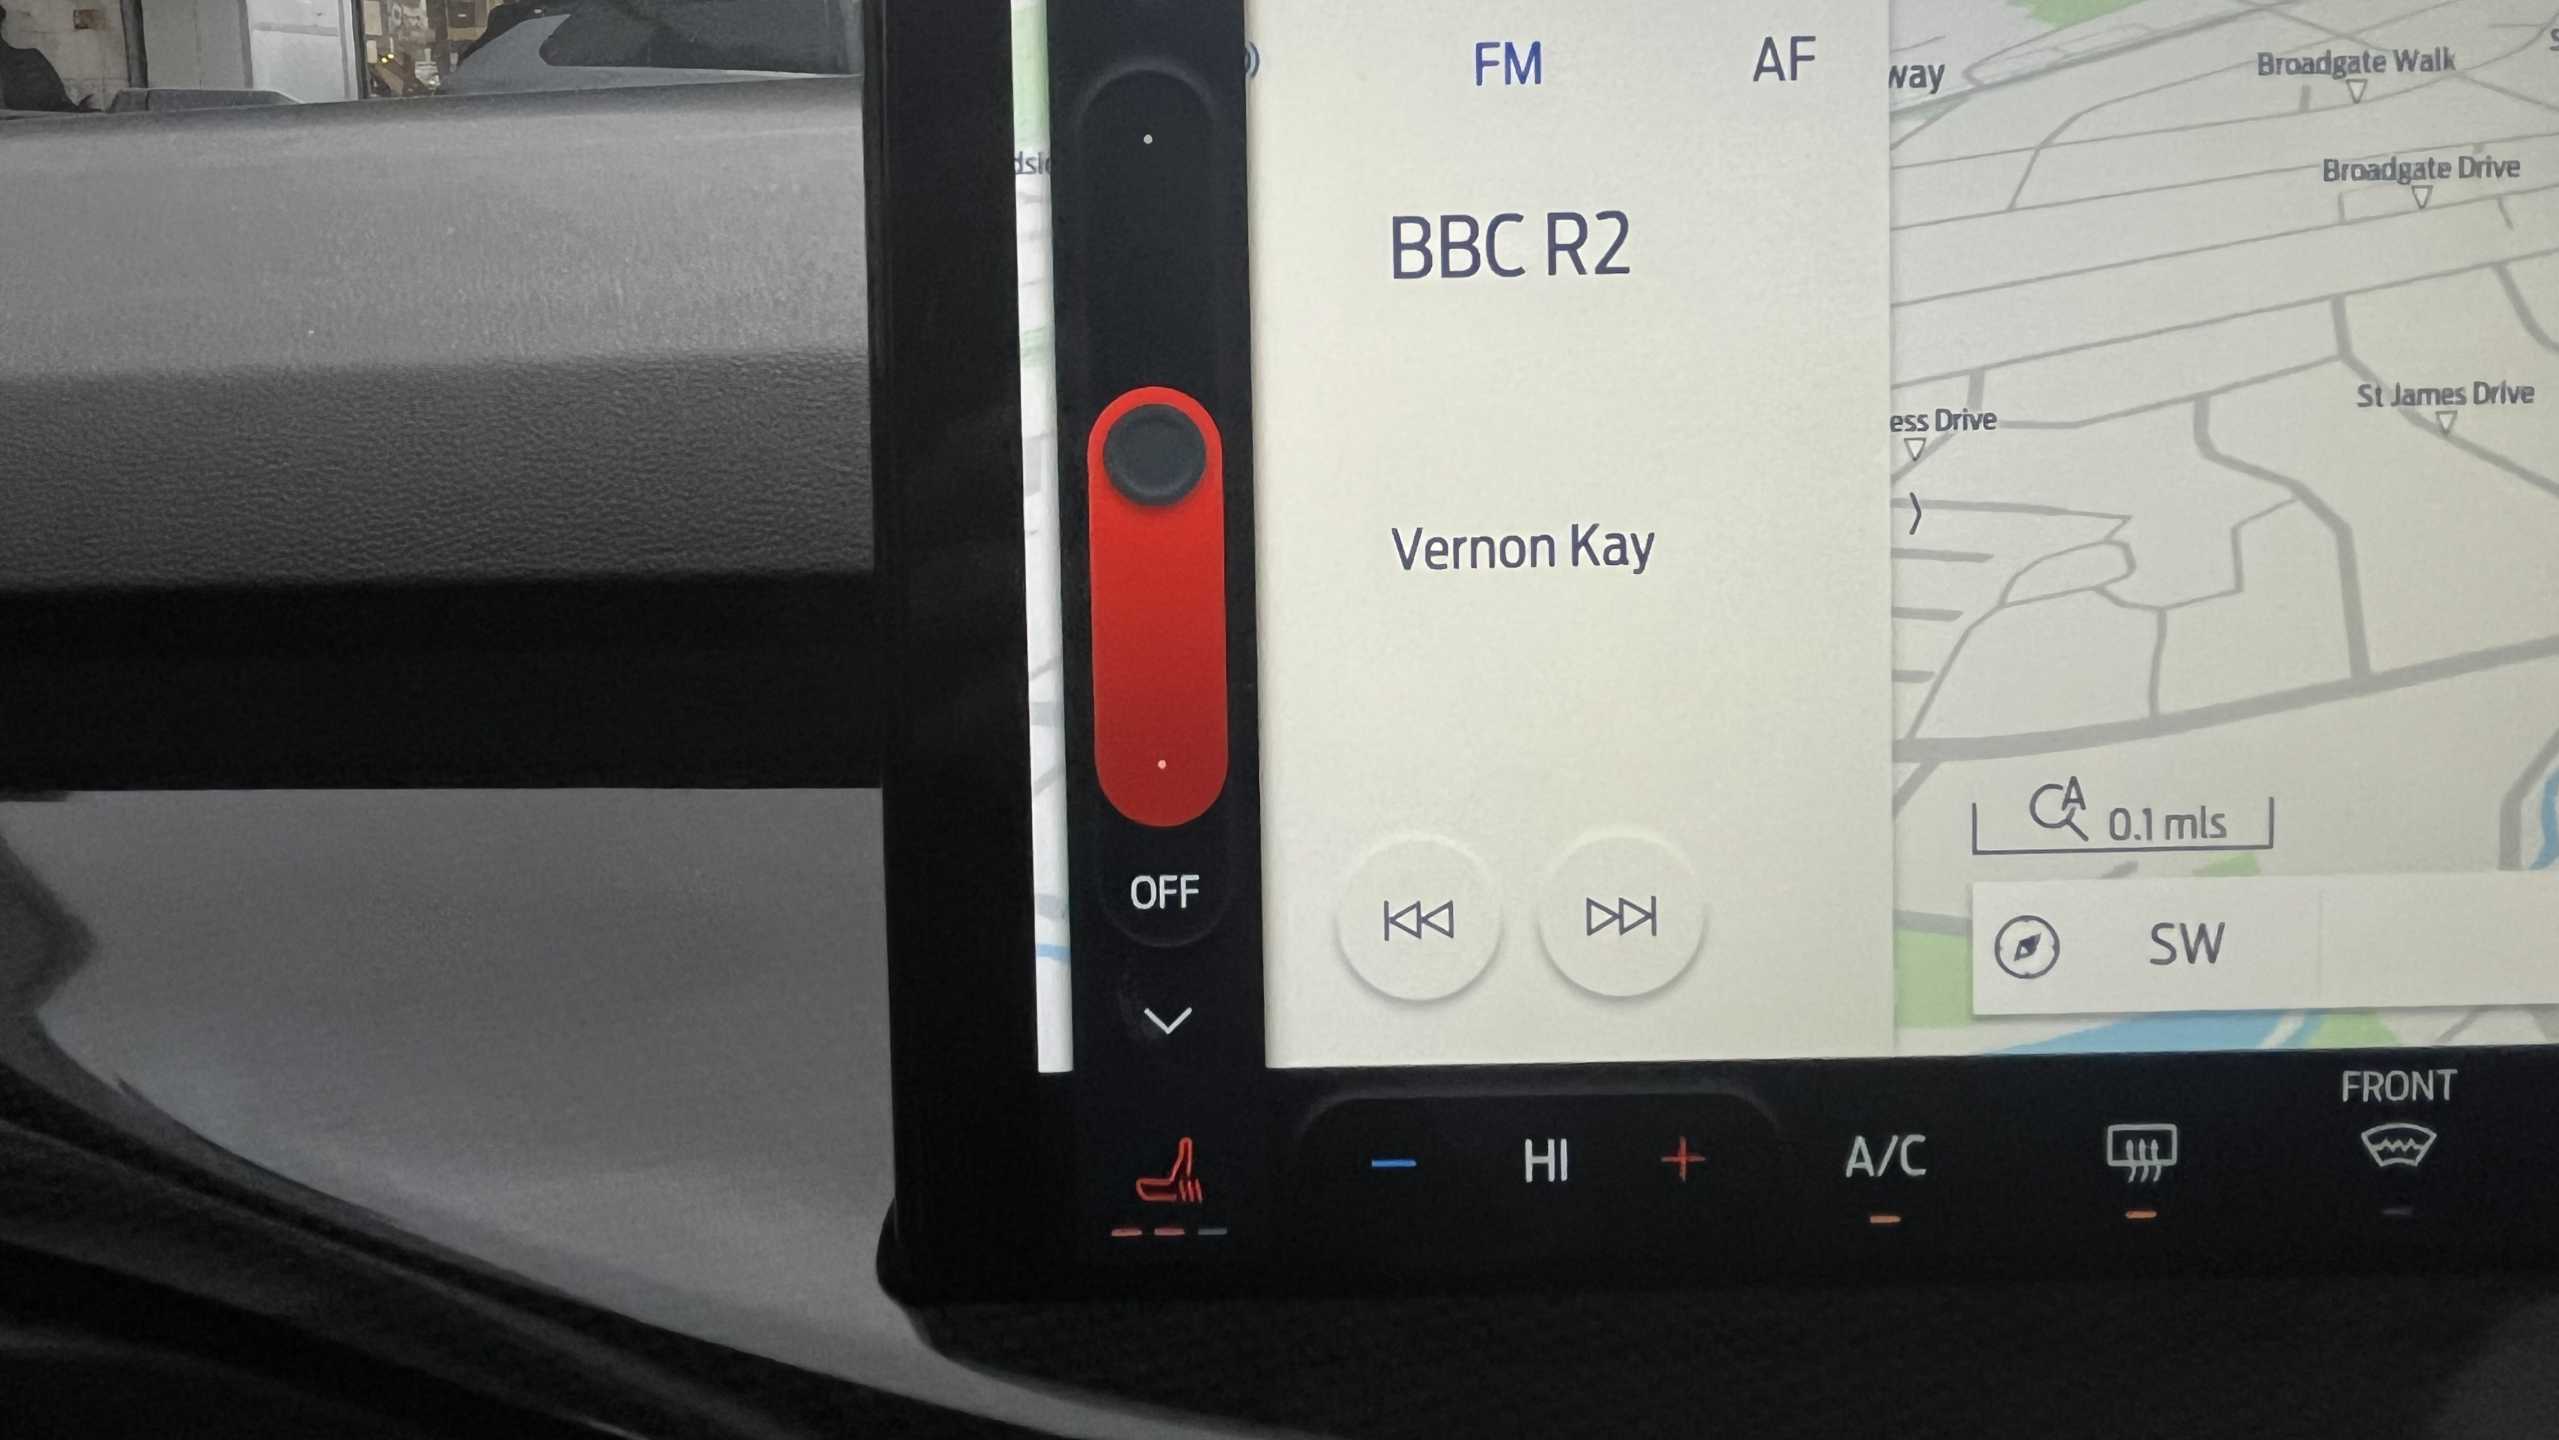 FM
AF
BBC R2
Vernon Kay
OFF
way
Broadgate Walk
Broadgate Drive
ess Drive
St James Drive
A
0.1 mls
SW
HI
A/C
FRONT